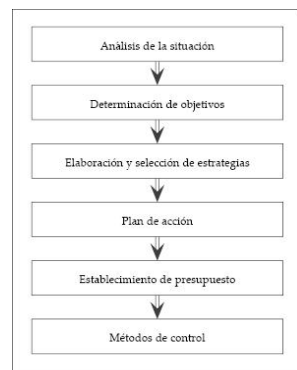 Análisis de la situación
Determinación de objetivos
Elaboración y selección de estrategias
Plan de acción
Establecimiento de presupuesto
Métodos de control